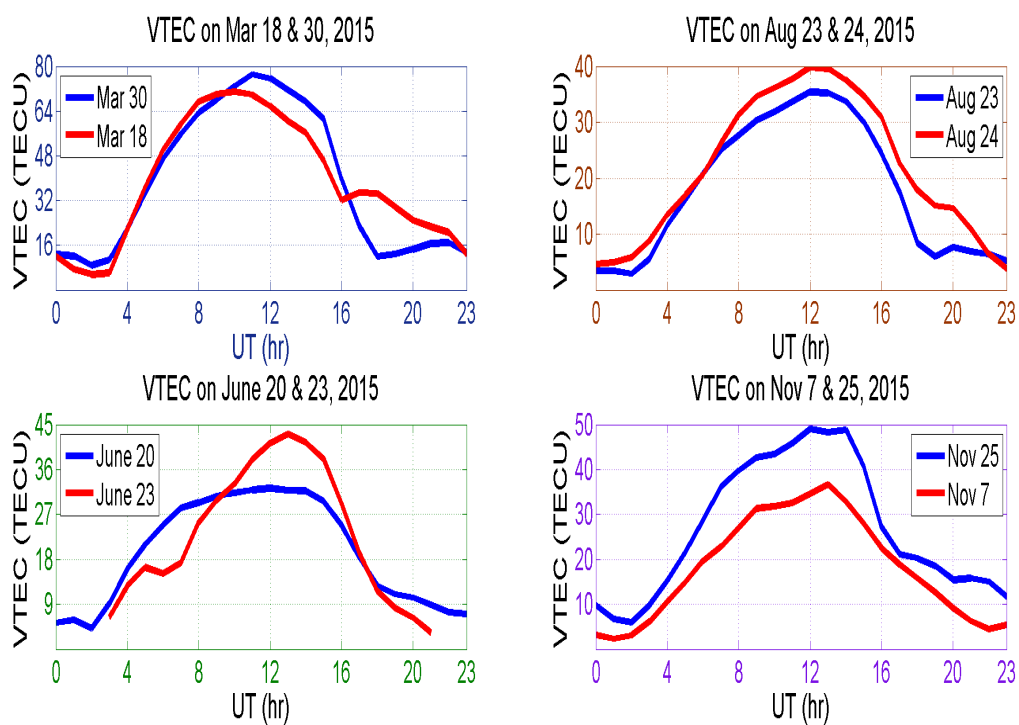 VTEC on Mar 18 & 30, 2015
VTEC (TECU)
80
64
48
32
16
Mar 30
Mar 18
0 4 8 12 16 20 23
UT (hr)
VTEC on Aug 23 & 24, 2015
VTEC (TECU)
40
30
20
10
Aug 23
Aug 24
0 4 8 12 16 20 23
UT (hr)
VTEC on June 20 & 23, 2015
VTEC (TECU)
45
36
27
18
9
June 20
June 23
0 4 8 12 16 20 23
UT (hr)
VTEC on Nov 7 & 25, 2015
VTEC (TECU)
50
40
30
20
10
Nov 25
Nov 7
0 4 8 12 16 20 23
UT (hr)